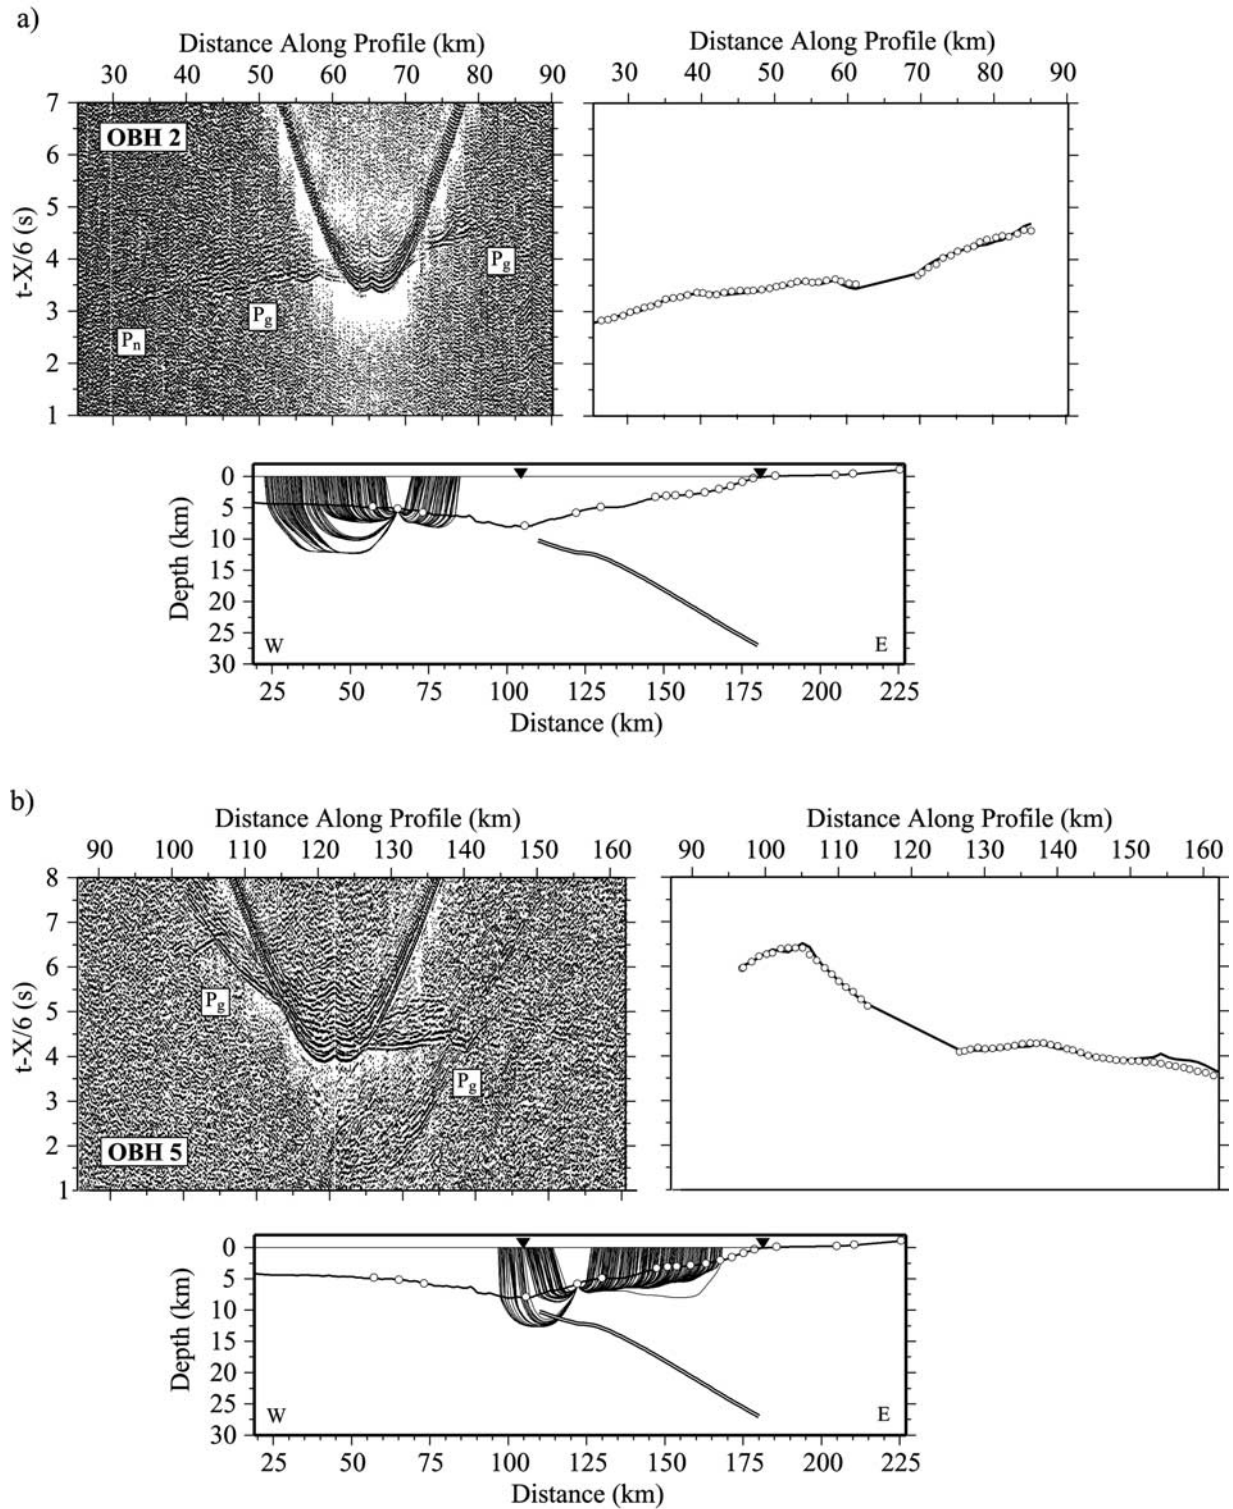 a)
Distance Along Profile (km)
30 40 50 60 70 80 90
7
6
5
4
3
2
1
t-X/6 (s)
OBH 2
Pn
Pg
Pg
Distance Along Profile (km)
30 40 50 60 70 80 90
0
5
10
15
20
25
30
Depth (km)
W
E
25 50 75 100 125 150 175 200 225
Distance (km)
b)
Distance Along Profile (km)
90 100 110 120 130 140 150 160
8
7
6
5
4
3
2
1
t-X/6 (s)
Pg
Pg
OBH 5
Distance Along Profile (km)
90 100 110 120 130 140 150 160
0
5
10
15
20
25
30
Depth (km)
W
E
25 50 75 100 125 150 175 200 225
Distance (km)